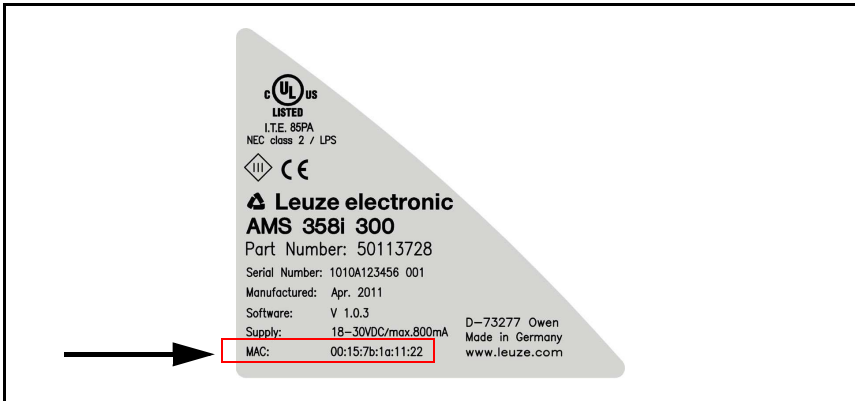 c UL US
LISTED
I.T.E. 85PA
NEC class 2 / LPS
III CE
Leuze electronic
AMS 358i 300
Part Number: 50113728
Serial Number: 1010A123456 001
Manufactured: Apr. 2011
Software: V 1.0.3
Supply: 18-30VDC/max.800mA
MAC: 00:15:7b:1a:11:22
D-73277 Owen
Made in Germany
www.leuze.com